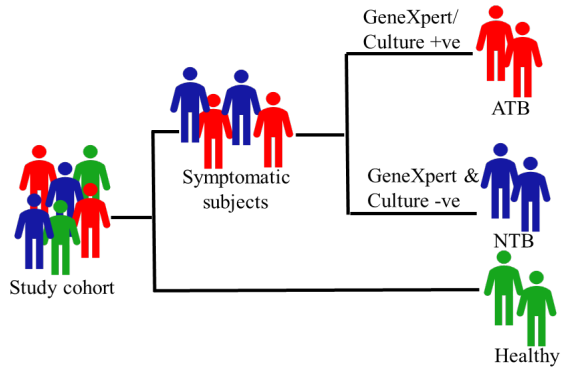 GeneXpert/
Culture +ve
ATB
Symptomatic
subjects
GeneXpert &
Culture -ve
NTB
Study cohort
Healthy